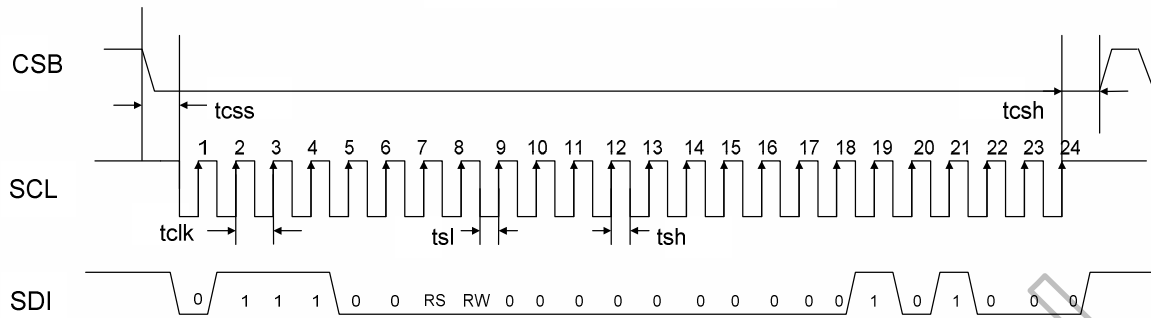 CSB
tcss
tcsh
1 2 3 4 5 6 7 8 9 10 11 12 13 14 15 16 17 18 19 20 21 22 23 24
SCL
tclk
tsl
tsh
SDI
0 1 1 1 0 0 RS RW 0 0 0 0 0 0 0 0 0 0 1 0 1 0 0 0